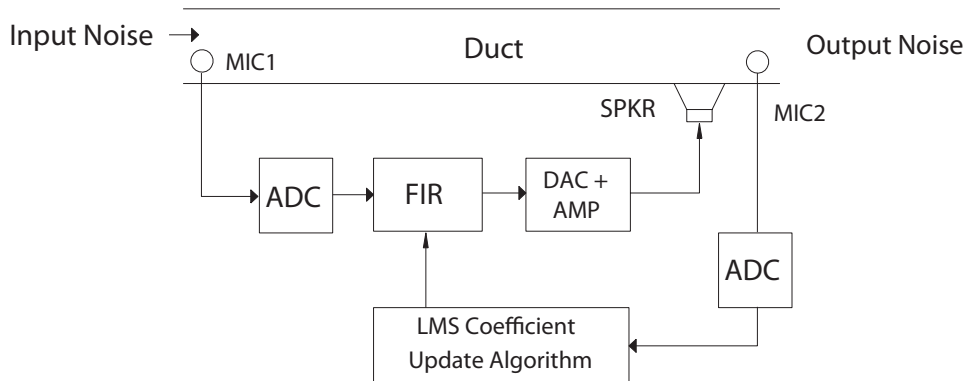 Input Noise
MIC1
Duct
Output Noise
SPKR
MIC2
ADC
FIR
DAC +
AMP
ADC
LMS Coefficient
Update Algorithm